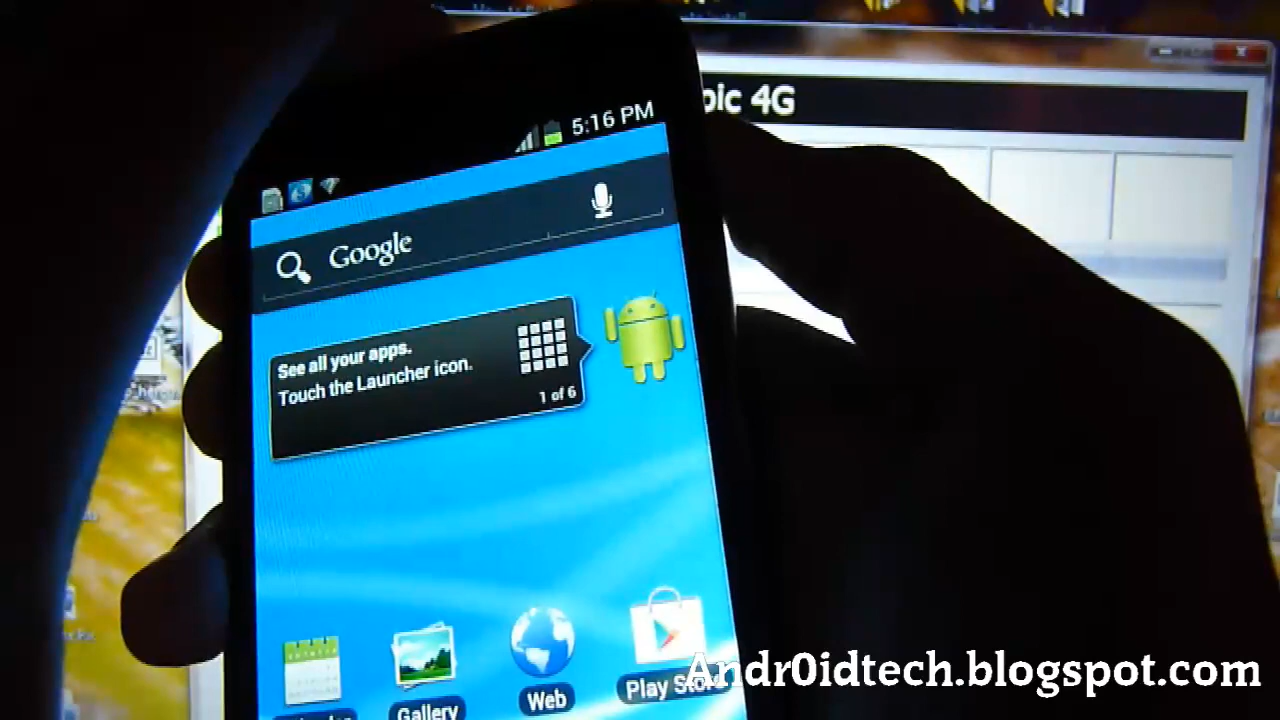 pic 4G
5:16 PM
Google
See all your apps.
Touch the Launcher icon.
1 of 6
Gallery
Web
Play Store
Andr0idtech.blogspot.com